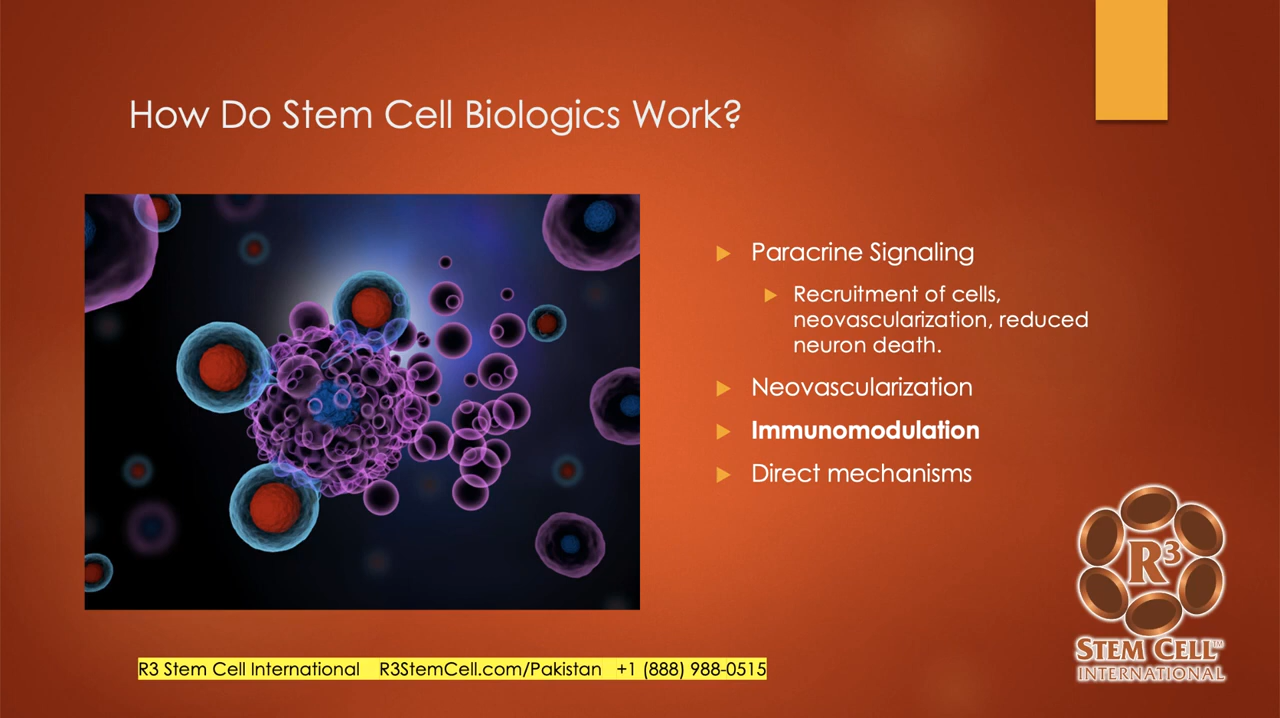 How Do Stem Cell Biologics Work?
Paracrine Signaling
Recruitment of cells,
neovascularization, reduced
neuron death.
Neovascularization
Immunomodulation
Direct mechanisms
R³
STEM CELL™
INTERNATIONAL
R3 Stem Cell International R3StemCell.com/Pakistan +1 (888) 988-0515